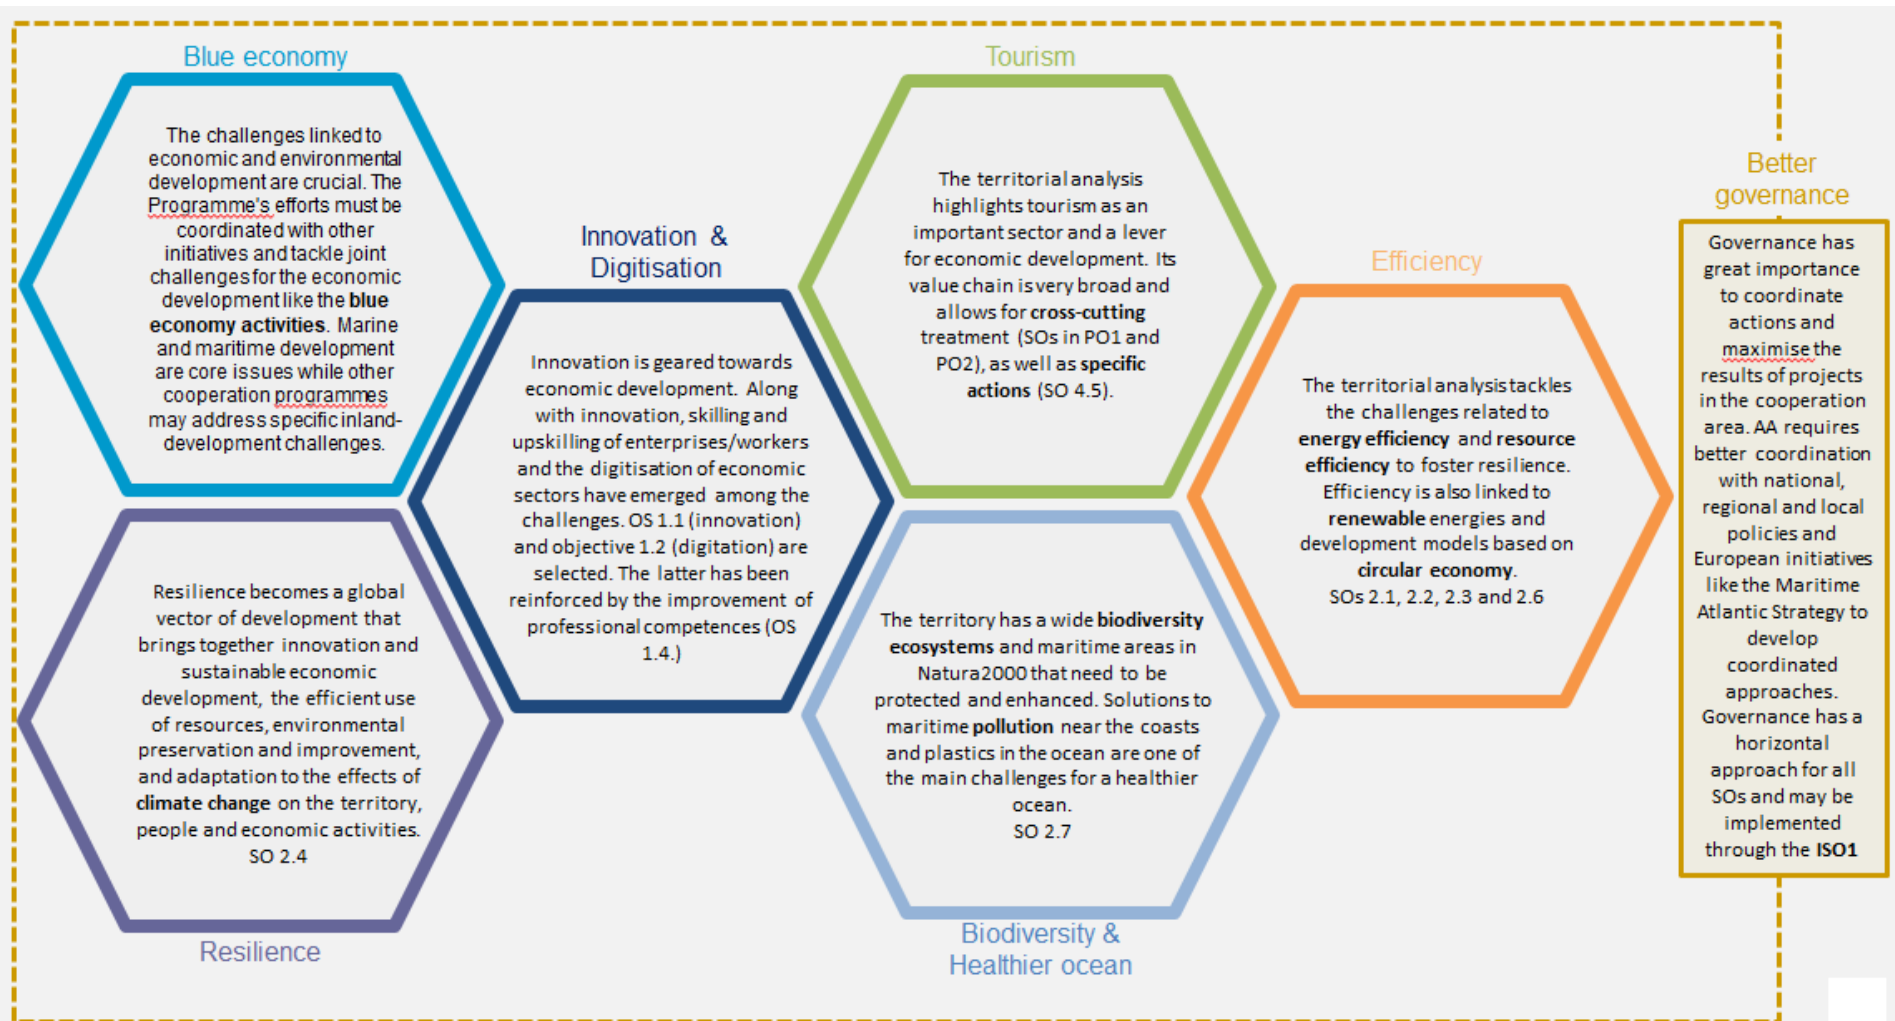 Blue economy
The challenges linked to
economic and environmental
development are crucial. The
Programme's efforts must be
coordinated with other
initiatives and tackle joint
challenges for the economic
development like the blue
economy activities. Marine
and maritime development
are core issues while other
cooperation programmes
may address specific inland-
development challenges.
Resilience becomes a global
vector of development that
brings together innovation and
sustainable economic
development, the efficient use
of resources, environmental
preservation and improvement,
and adaptation to the effects of
climate change on the territory,
people and economic activities.
SO 2.4
Resilience
Innovation &
Digitisation
Innovation is geared towards
economic development. Along
with innovation, skilling and
upskilling of enterprises/workers
and the digitisation of economic
sectors have emerged among the
challenges. OS 1.1 (innovation)
and objective 1.2 (digitation) are
selected. The latter has been
reinforced by the improvement of
professional competences (OS
1.4.)
Tourism
The territorial analysis
highlights tourism as an
important sector and a lever
for economic development. Its
value chain is very broad and
allows for cross-cutting
treatment (SOs in PO1 and
PO2), as well as specific
actions (SO 4.5).
The territory has a wide biodiversity
ecosystems and maritime areas in
Natura2000 that need to be
protected and enhanced. Solutions to
maritime pollution near the coasts
and plastics in the ocean are one of
the main challenges for a healthier
ocean.
SO 2.7
Biodiversity &
Healthier ocean
Efficiency
The territorial analysis tackles
the challenges related to
energy efficiency and resource
efficiency to foster resilience.
Efficiency is also linked to
renewable energies and
development models based on
circular economy.
SOs 2.1, 2.2, 2.3 and 2.6
Better
governance
Governance has
great importance
to coordinate
actions and
maximise the
results of projects
in the cooperation
area. AA requires
better coordination
with national,
regional and local
policies and
European initiatives
like the Maritime
Atlantic Strategy to
develop
coordinated
approaches.
Governance has a
horizontal
approach for all
SOs and may be
implemented
through the ISO1